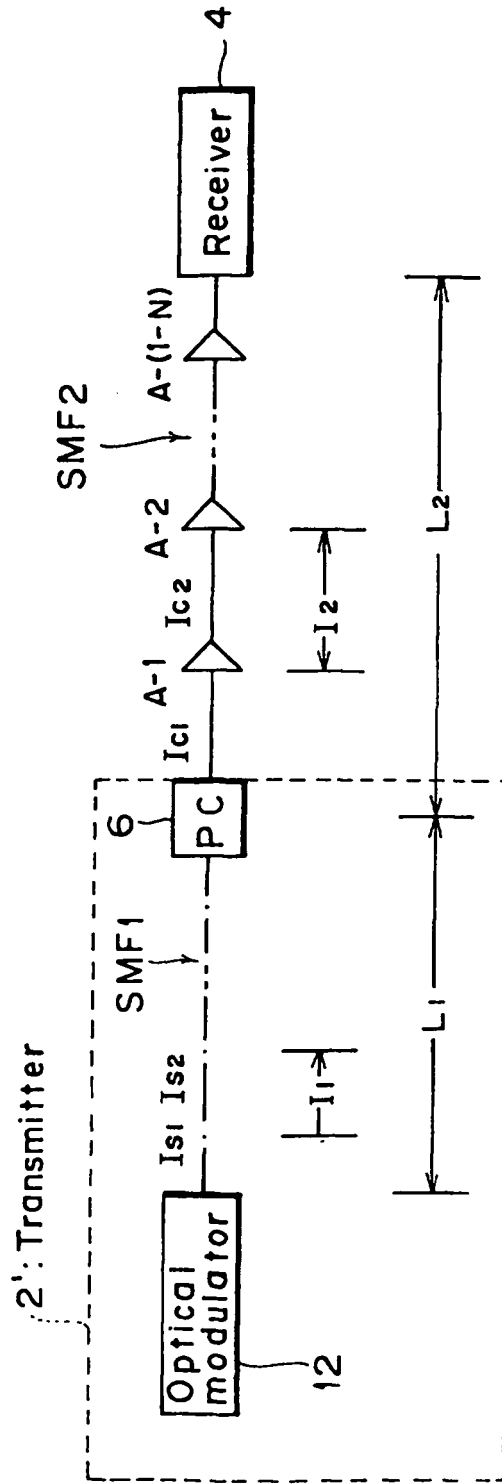 2': Transmitter
Optical
modulator
12
Is1 Is2
SMF1
6
PC
Ic1
A-1
Ic2
A-2
SMF2
A-(1-N)
Receiver
4
I1
I2
L1
L2